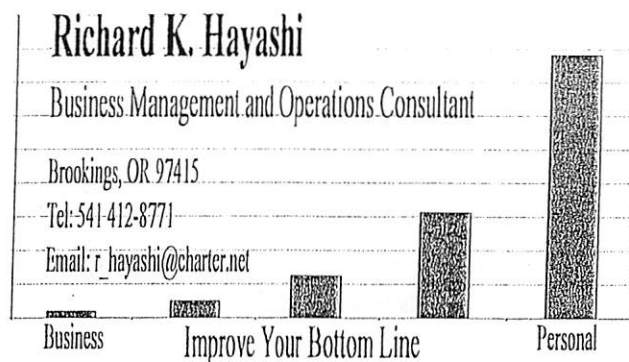 Richard K. Hayashi
Business Management and Operations Consultant
Brookings, OR 97415
Tel: 541 412-8771
Email: r_hayashi@charter.net
Business Improve Your Bottom Line Personal